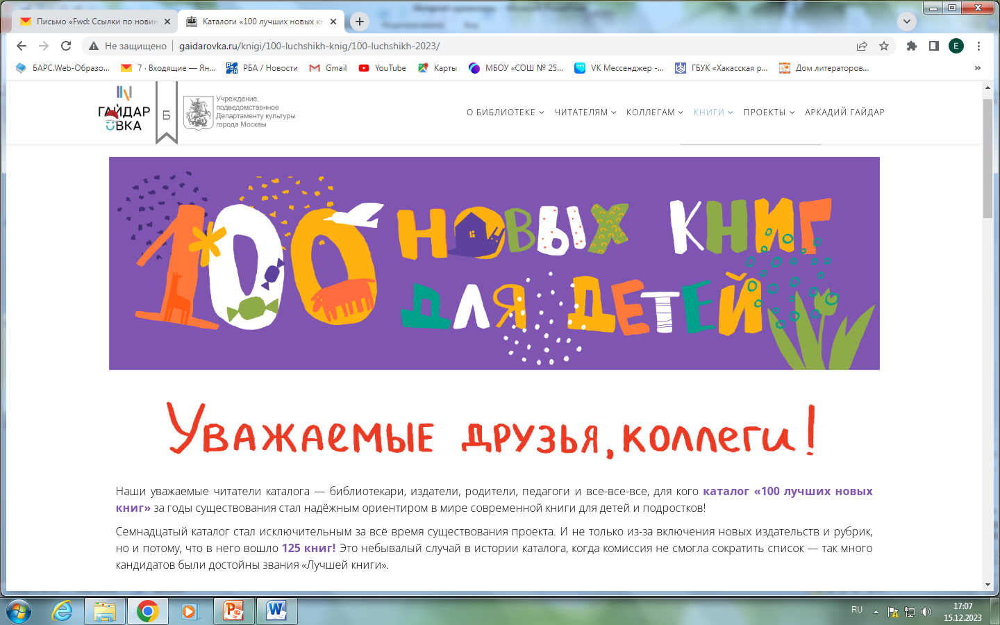 Письмо «Fwd: Ссылки по новин
Каталоги «100 лучших новых кн
Не защищено
gaidarovka.ru/knigi/100-luchshikh-knig/100-luchshikh-2023/
E
БАРС.Web-Образо...
7 · Входящие — Ян...
РБА / Новости
Gmail
YouTube
Карты
МБОУ «СОШ № 25...
VK Мессенджер -...
ГБУК «Хакасская р...
Дом литераторов...
»
ГАЙДАР
ОВКА
Б
Учреждение,
подведомственное
Департаменту культуры
города Москвы
О БИБЛИОТЕКЕ
ЧИТАТЕЛЯМ
КОЛЛЕГАМ
КНИГИ
ПРОЕКТЫ
АРКАДИЙ ГАЙДАР
100 НОВЫХ КНИГ
ДЛЯ ДЕТЕЙ
Уважаемые друзья, коллеги!
Наши уважаемые читатели каталога — библиотекари, издатели, родители, педагоги и все-все-все, для кого каталог «100 лучших новых
книг» за годы существования стал надёжным ориентиром в мире современной книги для детей и подростков!
Семнадцатый каталог стал исключительным за всё время существования проекта. И не только из-за включения новых издательств и рубрик,
но и потому, что в него вошло 125 книг! Это небывалый случай в истории каталога, когда комиссия не смогла сократить список — так много
кандидатов были достойны звания «Лучшей книги».
RU
17:07
15.12.2023